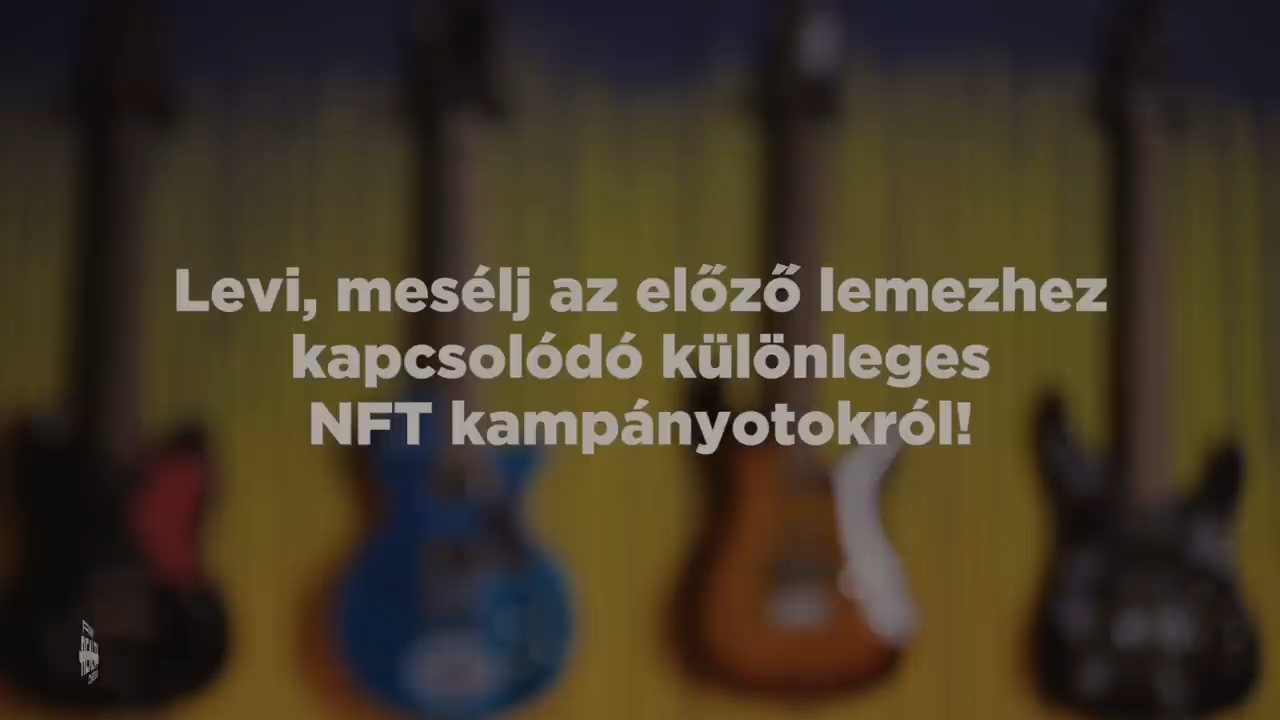 Levi, mesélj az előző lemezhez
kapcsolódó különleges
NFT kampányotokról!